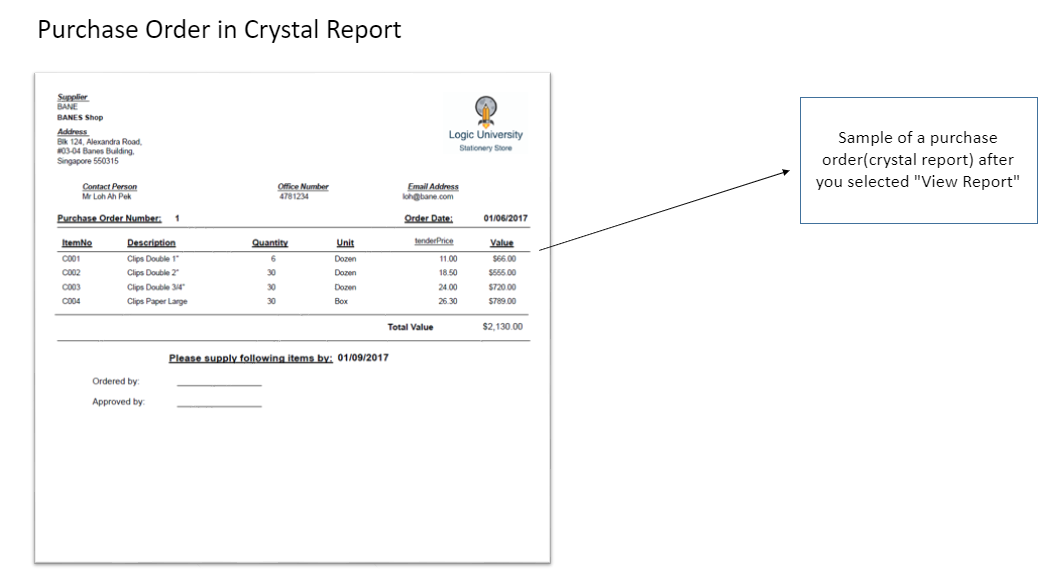 Purchase Order in Crystal Report
Supplier
BANE
BANES Shop
Address
Blk 124, Alexandra Road,
#03-04 Banes Building,
Singapore 550315
Logic University
Stationery Store
Contact Person Office Number Email Address
Mr Loh Ah Pek 4781234 loh@bane.com
Purchase Order Number: 1 Order Date: 01/06/2017
ItemNo Description Quantity Unit tenderPrice Value
C001 Clips Double 1" 6 Dozen 11.00 $66.00
C002 Clips Double 2" 30 Dozen 18.50 $555.00
C003 Clips Double 3/4" 30 Dozen 24.00 $720.00
C004 Clips Paper Large 30 Box 26.30 $789.00
Total Value $2,130.00
Please supply following items by: 01/09/2017
Ordered by:
Approved by:
Sample of a purchase
order(crystal report) after
you selected "View Report"